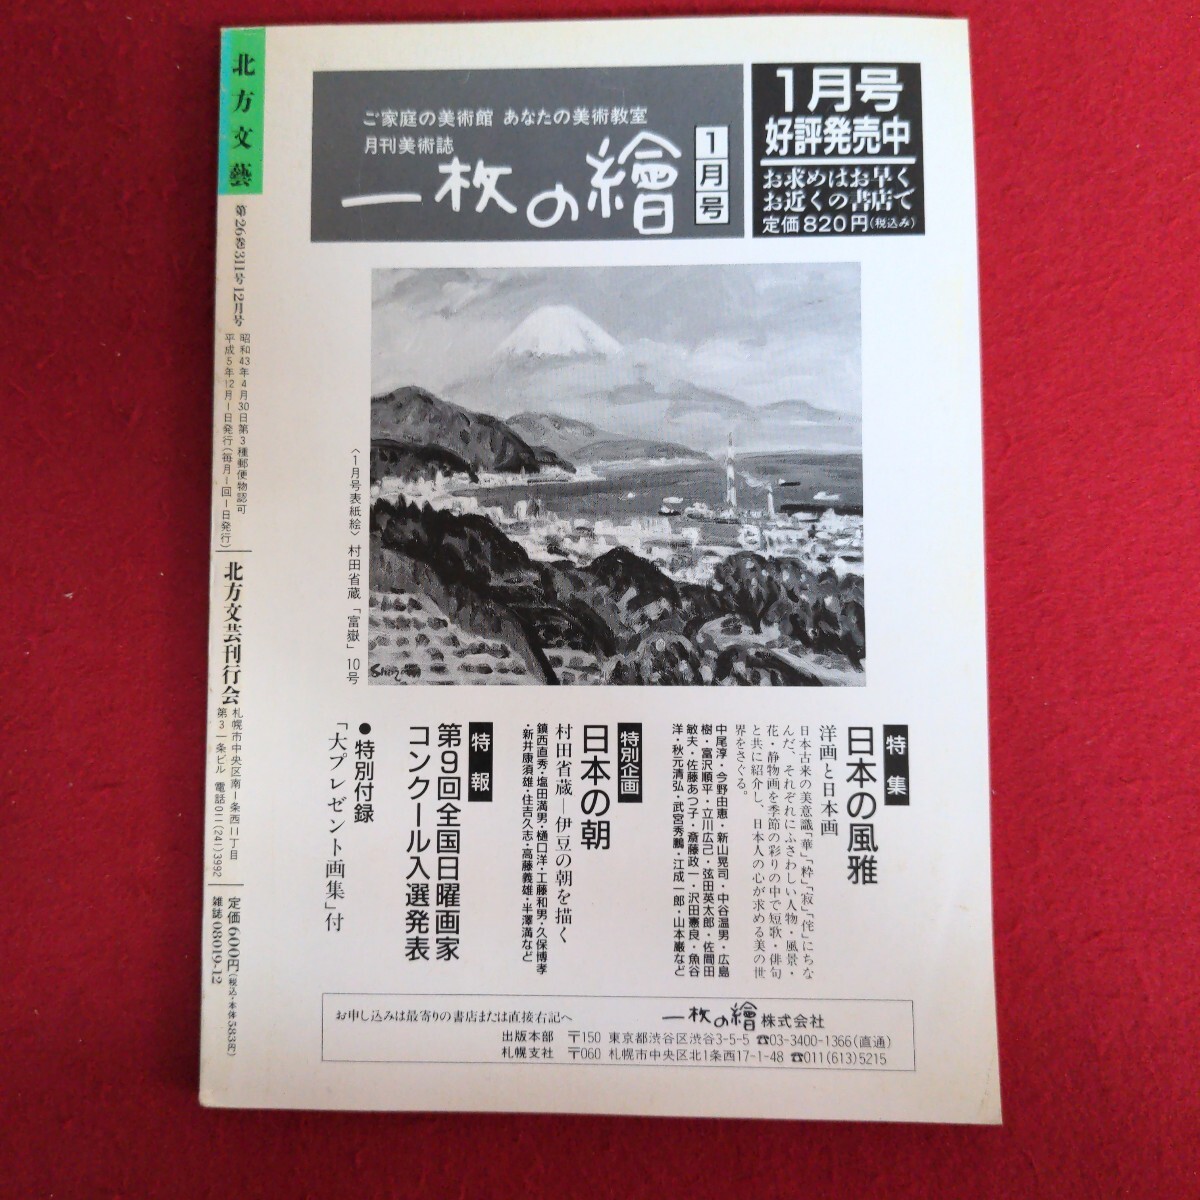 北方文藝
第26巻311号12月号
昭和43年4月30日第3種郵便物認可
平成5年12月1日発行(毎月1回1日発行)
北方文芸刊行会
札幌市中央区南1条西11丁目
第3一条ビル 電話011(241)3992
定価600円(税込・本体583円)
雑誌08019-12
ご家庭の美術館 あなたの美術教室
月刊美術誌
一枚の繪
1月号
1月号
好評発売中
お求めはお早く
お近くの書店で
定価820円(税込み)
〈1月号表紙絵〉村田省蔵「富嶽」10号
特集
日本の風雅
洋画と日本画
日本古来の美意識「華」「粋」「寂」「侘」にちな
んだ、それぞれにふさわしい人物・風景・
花・静物画を季節の彩りの中で短歌・俳句
と共に紹介し、日本人の心が求める美の世
界をさぐる。
中尾淳・今野由恵・新山晃司・中谷温男・広島
樹・富沢順平・立川広己・弦田英太郎・佐間田
敏夫・佐藤あつ子・斎藤政一・沢田憲良・魚谷
洋・秋元清弘・武宮秀鵬・江成一郎・山本巖など
特別企画
日本の朝
村田省蔵—伊豆の朝を描く
鎮西直秀・塩田満男・樋口洋・工藤和男・久保博孝
・新井康須雄・住吉久志・高藤義雄・半澤満など
特報
第9回全国日曜画家
コンクール入選発表
●特別付録
「大プレゼント画集」付
お申し込みは最寄りの書店または直接右記へ
一枚の繪株式会社
出版本部 〒150 東京都渋谷区渋谷3-5-5 ☎03-3400-1366(直通)
札幌支社 〒060 札幌市中央区北1条西17-1-48 ☎011(613)5215